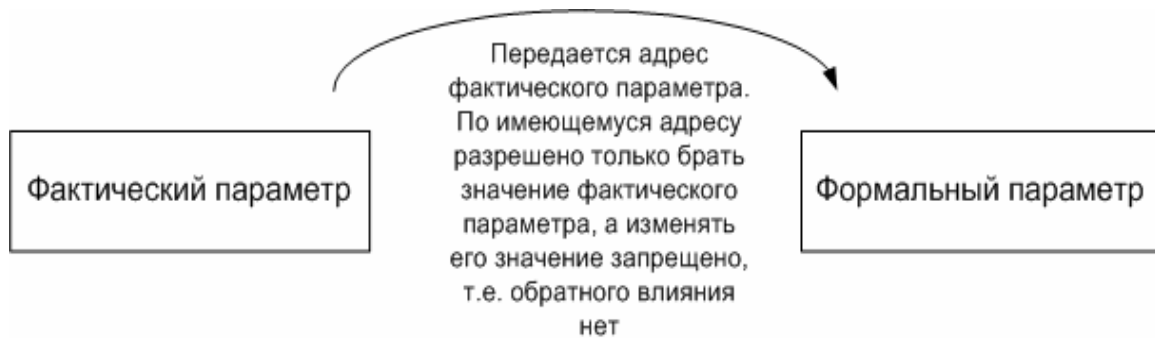 Передается адрес
фактического параметра.
По имеющемуся адресу
разрешено только брать
значение фактического
параметра, а изменять
его значение запрещено,
т.е. обратного влияния
нет
Фактический параметр
Формальный параметр